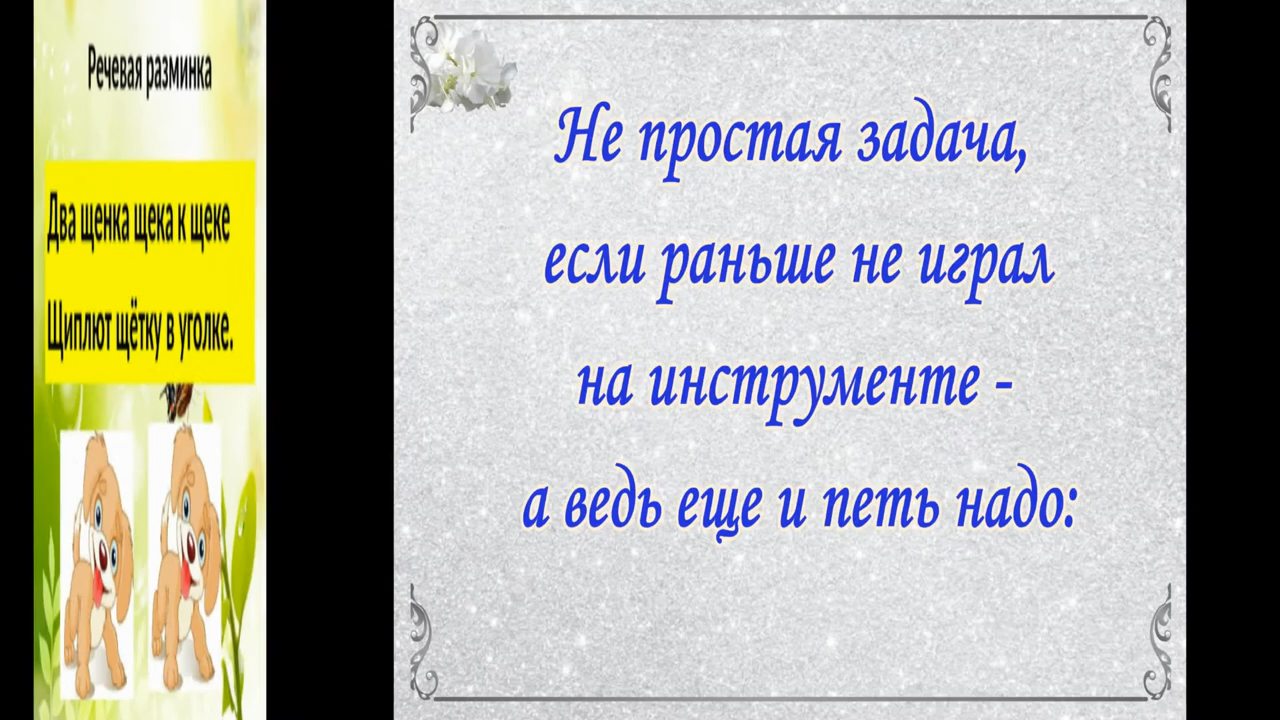 Речевая разминка
Два щенка щека к щеке
Щиплют щётку в уголке.
Не простая задача,
если раньше не играл
на инструменте -
а ведь еще и петь надо: